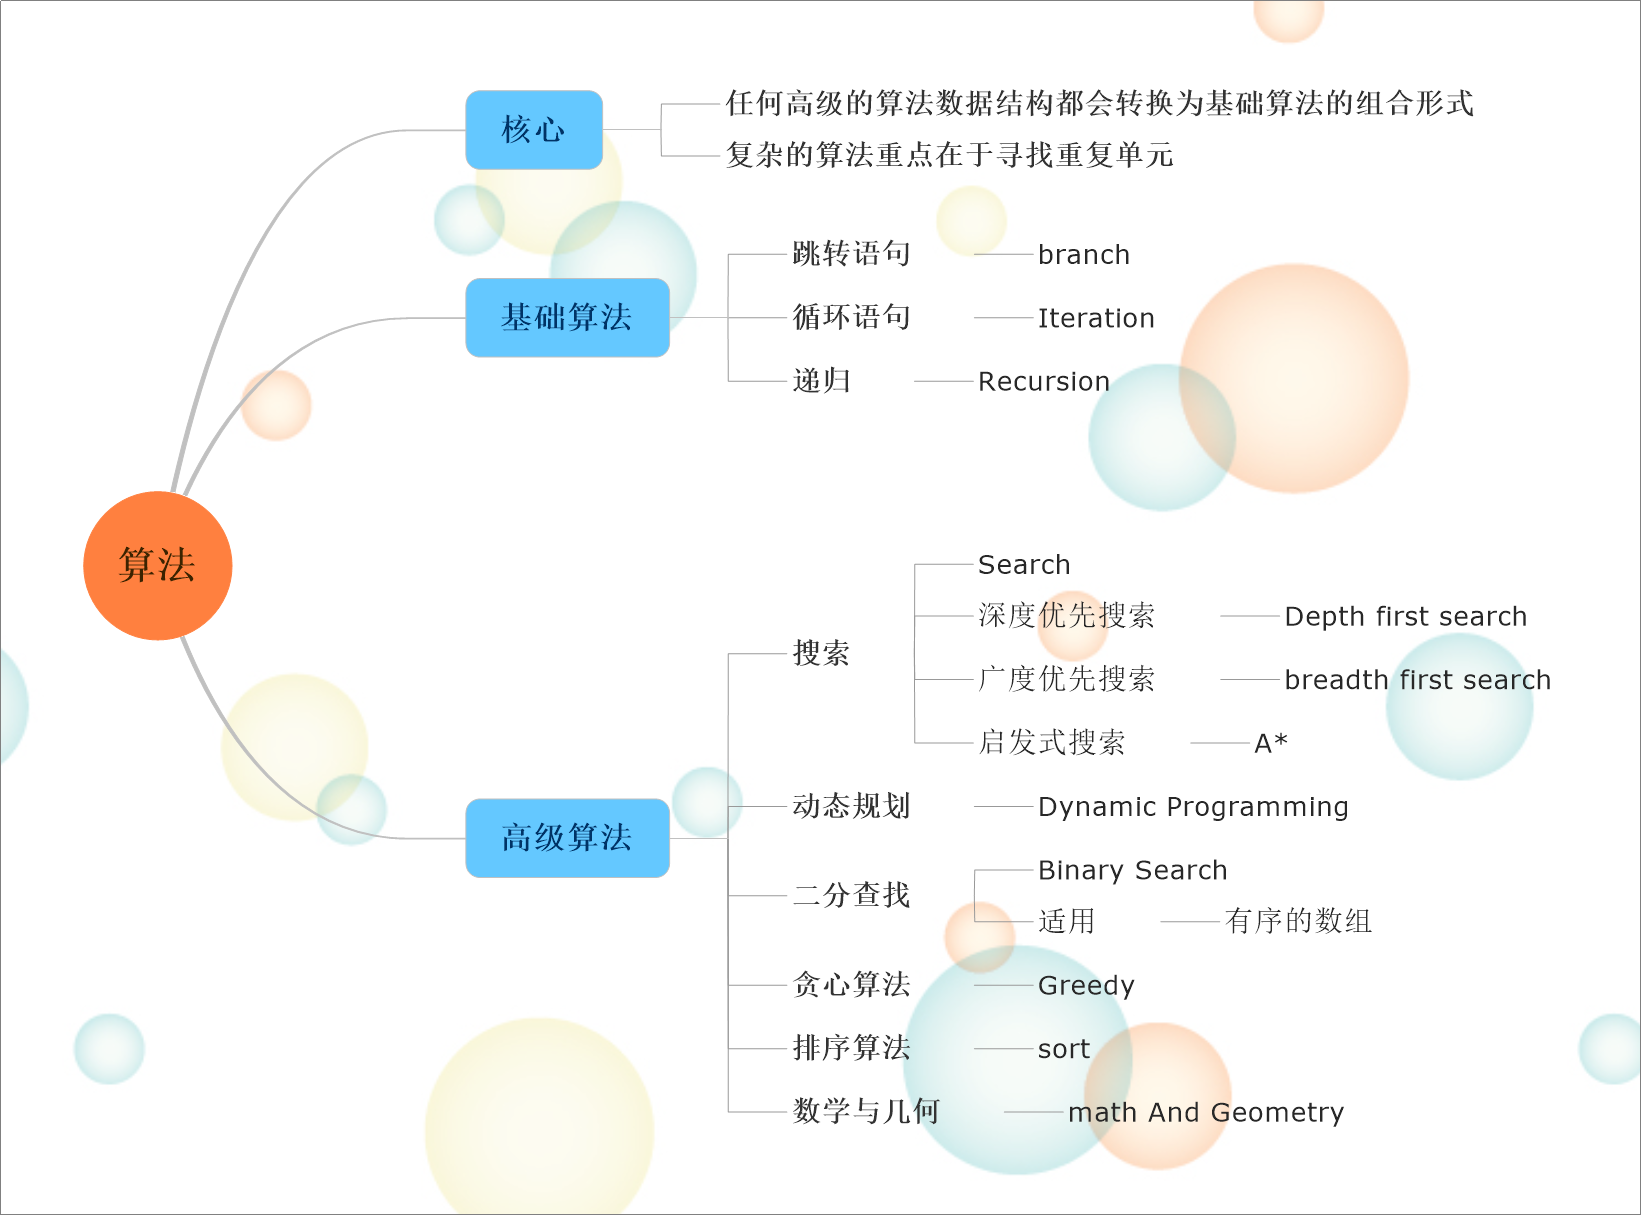 算法
核心
任何高级的算法数据结构都会转换为基础算法的组合形式
复杂的算法重点在于寻找重复单元
基础算法
跳转语句
branch
循环语句
Iteration
递归
Recursion
高级算法
搜索
Search
深度优先搜索
Depth first search
广度优先搜索
breadth first search
启发式搜索
A*
动态规划
Dynamic Programming
二分查找
Binary Search
适用
有序的数组
贪心算法
Greedy
排序算法
sort
数学与几何
math And Geometry